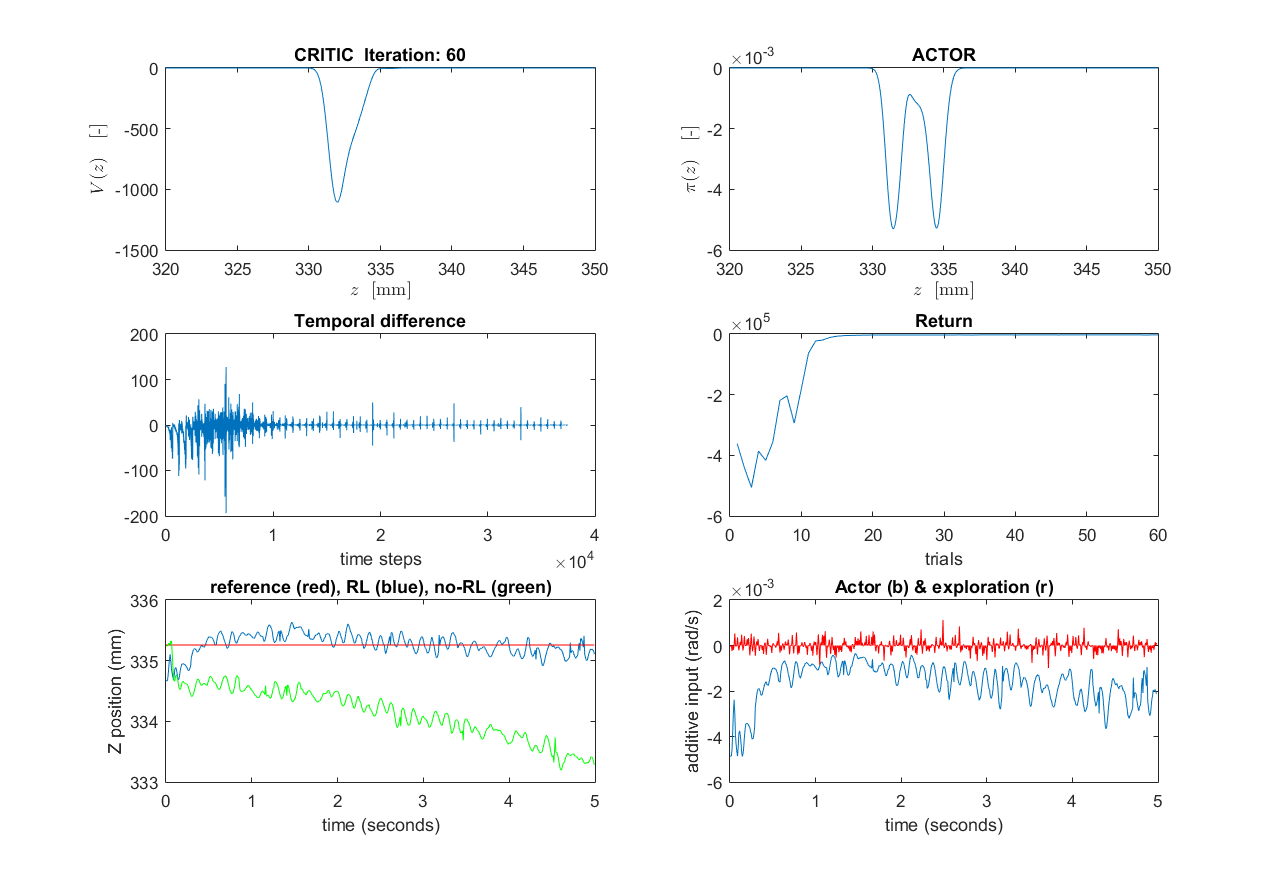 CRITIC Iteration: 60
0
-500
-1000
-1500
V(z) [-]
320 325 330 335 340 345 350
z [mm]
×10^-3
ACTOR
0
-2
-4
-6
π(z) [-]
320 325 330 335 340 345 350
z [mm]
Temporal difference
200
100
0
-100
-200
0 1 2 3 4
time steps
×10^4
×10^5
Return
0
-2
-4
-6
0 10 20 30 40 50 60
trials
reference (red), RL (blue), no-RL (green)
336
335
334
333
Z position (mm)
0 1 2 3 4 5
time (seconds)
×10^-3
Actor (b) & exploration (r)
2
0
-2
-4
-6
additive input (rad/s)
0 1 2 3 4 5
time (seconds)